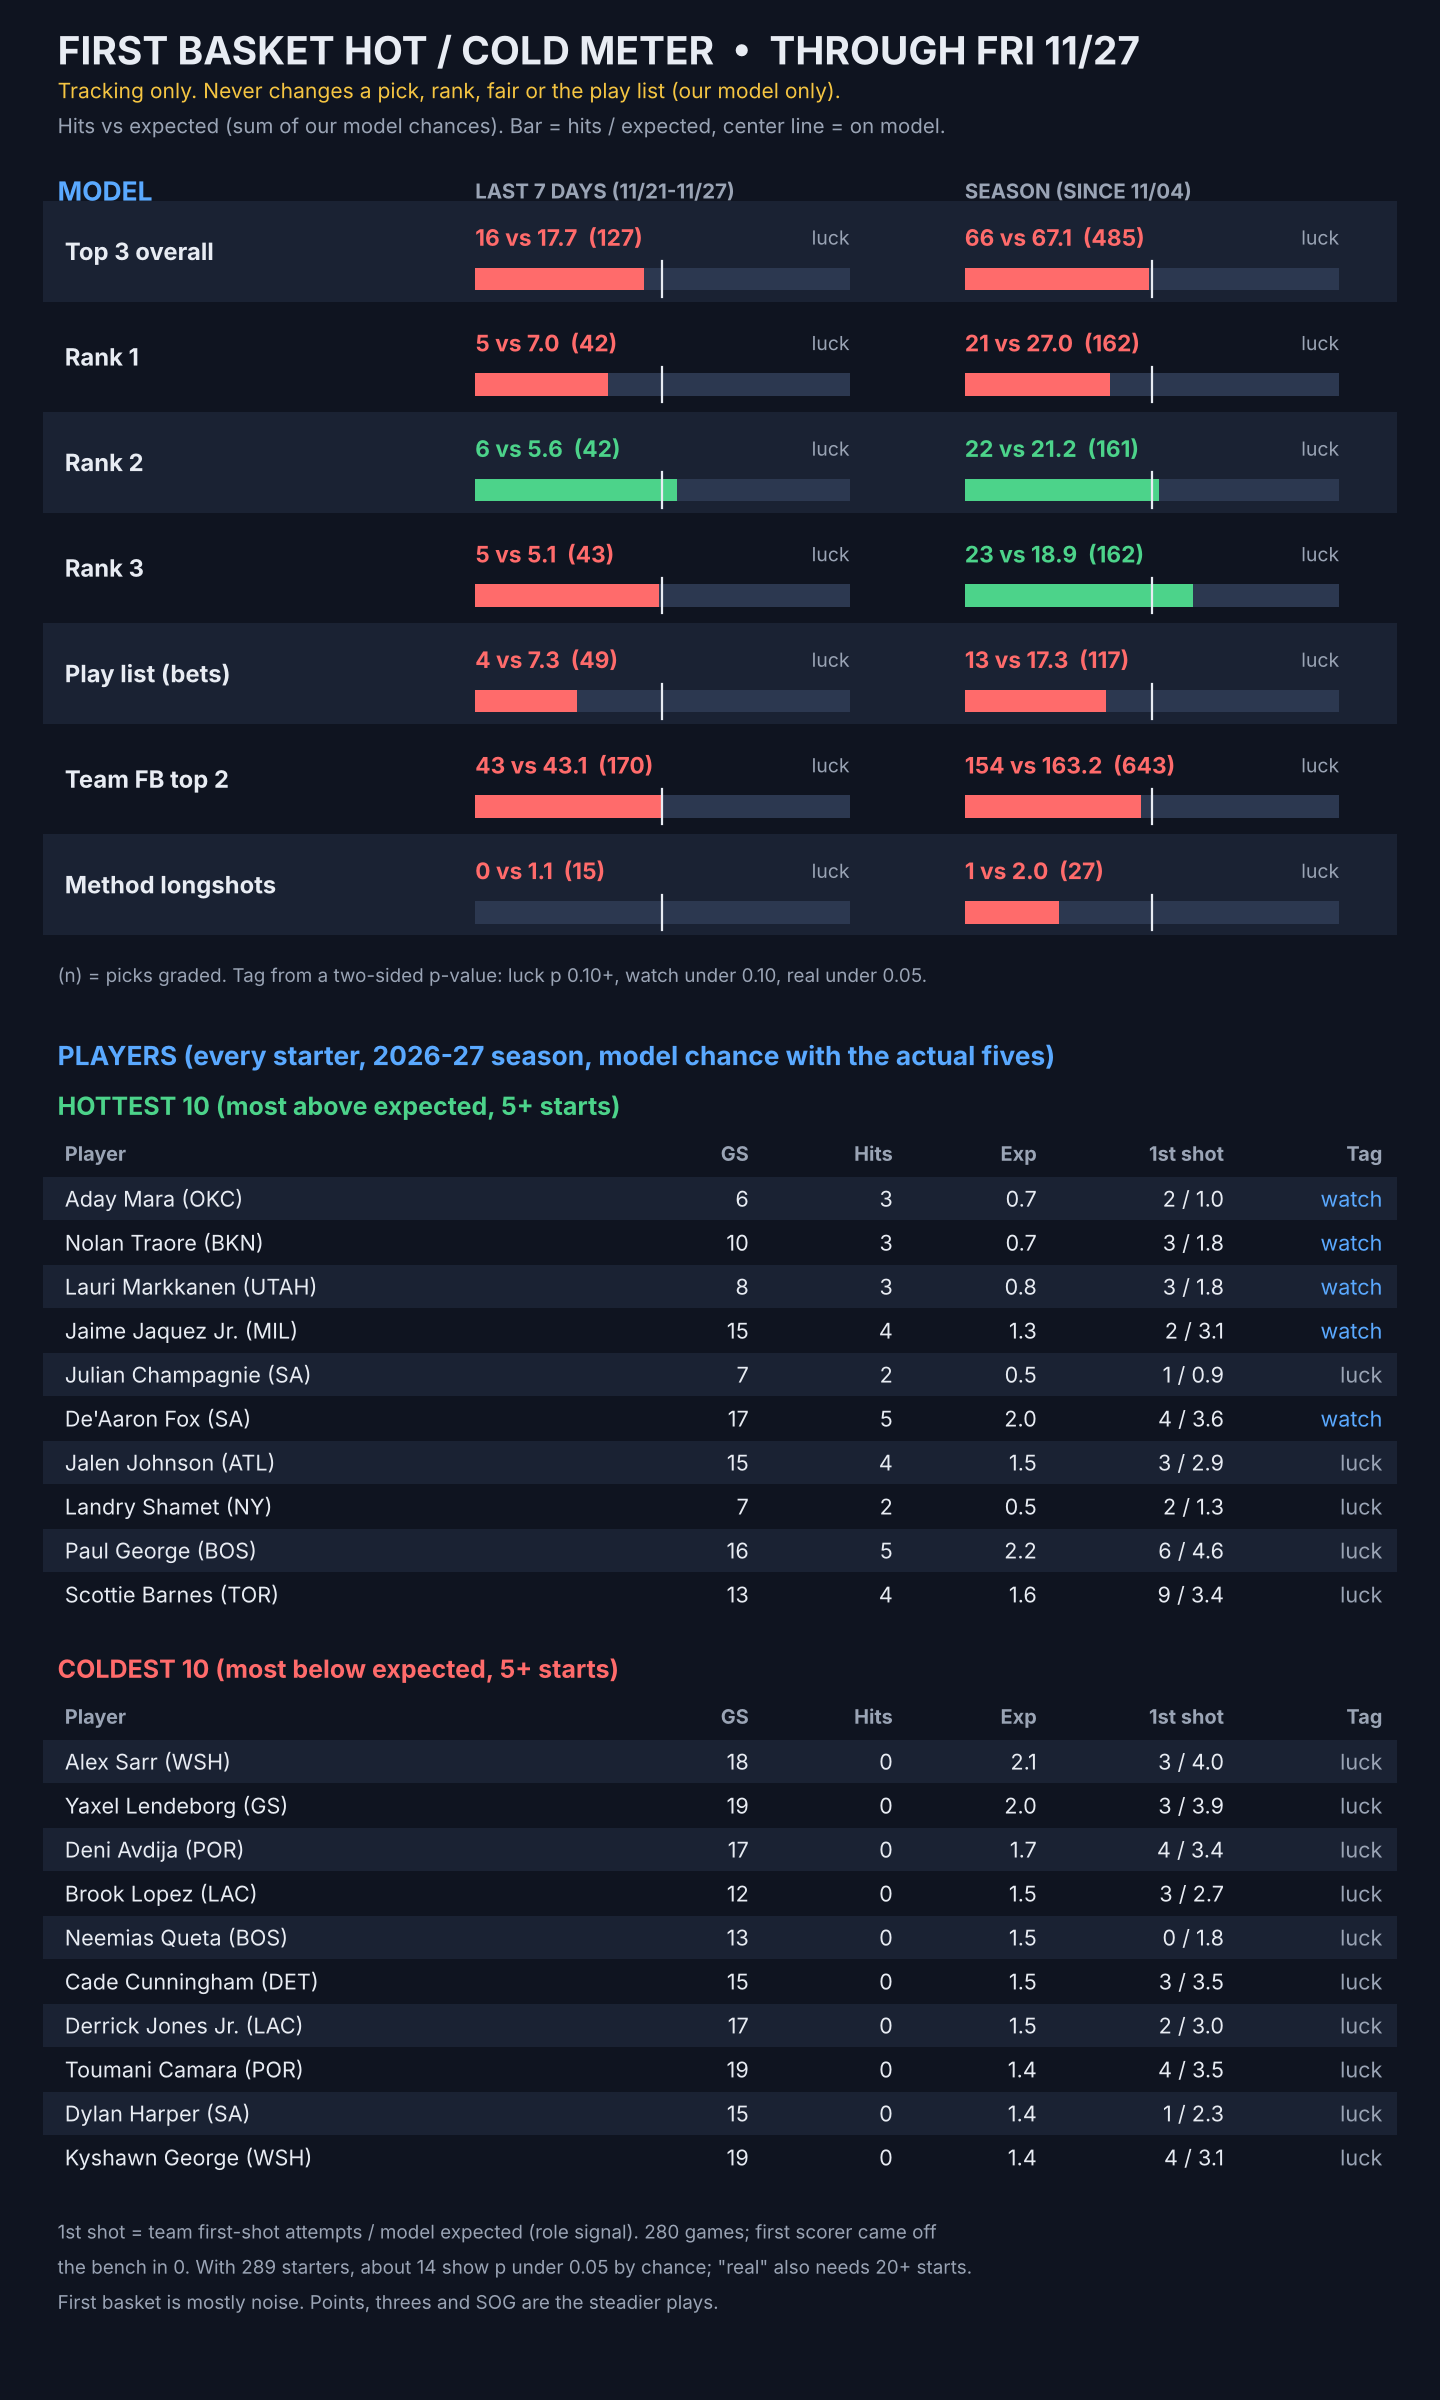 FIRST BASKET HOT / COLD METER • THROUGH FRI 11/27
Tracking only. Never changes a pick, rank, fair or the play list (our model only).
Hits vs expected (sum of our model chances). Bar = hits / expected, center line = on model.
MODEL LAST 7 DAYS (11/21-11/27) SEASON (SINCE 11/04)
Top 3 overall 16 vs 17.7 (127) luck 66 vs 67.1 (485) luck
Rank 1 5 vs 7.0 (42) luck 21 vs 27.0 (162) luck
Rank 2 6 vs 5.6 (42) luck 22 vs 21.2 (161) luck
Rank 3 5 vs 5.1 (43) luck 23 vs 18.9 (162) luck
Play list (bets) 4 vs 7.3 (49) luck 13 vs 17.3 (117) luck
Team FB top 2 43 vs 43.1 (170) luck 154 vs 163.2 (643) luck
Method longshots 0 vs 1.1 (15) luck 1 vs 2.0 (27) luck
(n) = picks graded. Tag from a two-sided p-value: luck p 0.10+, watch under 0.10, real under 0.05.
PLAYERS (every starter, 2026-27 season, model chance with the actual fives)
HOTTEST 10 (most above expected, 5+ starts)
Player GS Hits Exp 1st shot Tag
Aday Mara (OKC) 6 3 0.7 2 / 1.0 watch
Nolan Traore (BKN) 10 3 0.7 3 / 1.8 watch
Lauri Markkanen (UTAH) 8 3 0.8 3 / 1.8 watch
Jaime Jaquez Jr. (MIL) 15 4 1.3 2 / 3.1 watch
Julian Champagnie (SA) 7 2 0.5 1 / 0.9 luck
De'Aaron Fox (SA) 17 5 2.0 4 / 3.6 watch
Jalen Johnson (ATL) 15 4 1.5 3 / 2.9 luck
Landry Shamet (NY) 7 2 0.5 2 / 1.3 luck
Paul George (BOS) 16 5 2.2 6 / 4.6 luck
Scottie Barnes (TOR) 13 4 1.6 9 / 3.4 luck
COLDEST 10 (most below expected, 5+ starts)
Player GS Hits Exp 1st shot Tag
Alex Sarr (WSH) 18 0 2.1 3 / 4.0 luck
Yaxel Lendeborg (GS) 19 0 2.0 3 / 3.9 luck
Deni Avdija (POR) 17 0 1.7 4 / 3.4 luck
Brook Lopez (LAC) 12 0 1.5 3 / 2.7 luck
Neemias Queta (BOS) 13 0 1.5 0 / 1.8 luck
Cade Cunningham (DET) 15 0 1.5 3 / 3.5 luck
Derrick Jones Jr. (LAC) 17 0 1.5 2 / 3.0 luck
Toumani Camara (POR) 19 0 1.4 4 / 3.5 luck
Dylan Harper (SA) 15 0 1.4 1 / 2.3 luck
Kyshawn George (WSH) 19 0 1.4 4 / 3.1 luck
1st shot = team first-shot attempts / model expected (role signal). 280 games; first scorer came off
the bench in 0. With 289 starters, about 14 show p under 0.05 by chance; "real" also needs 20+ starts.
First basket is mostly noise. Points, threes and SOG are the steadier plays.